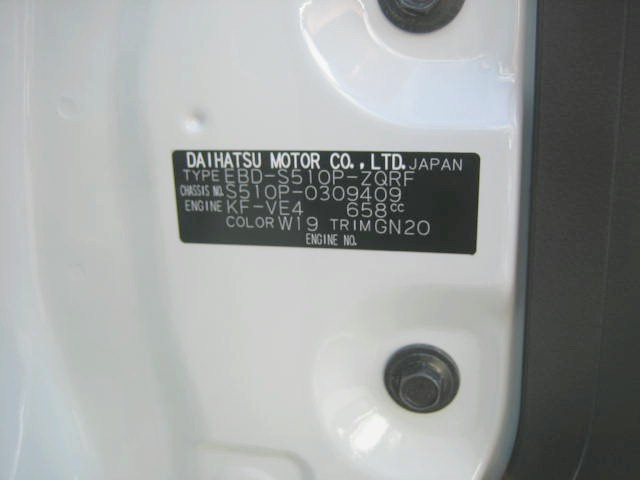 DAIHATSU MOTOR CO., LTD. JAPAN
TYPE EBD-S510P-ZQRF
CHASSIS NO. S510P-0309409
ENGINE KF-VE4 658cc
COLOR W19 TRIM GN20
ENGINE NO.